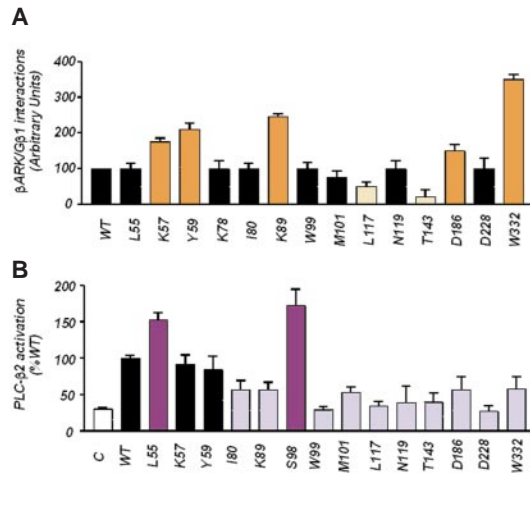 A
βARK/Gβ1 interactions
(Arbitrary Units)
400
300
200
100
0
WT L55 K57 Y59 K78 I80 K89 W99 M101 L117 N119 T143 D186 D228 W332
B
PLC-β2 activation
(%WT)
200
150
100
50
0
C WT L55 K57 Y59 I80 K89 S98 W99 M101 L117 N119 T143 D186 D228 W332